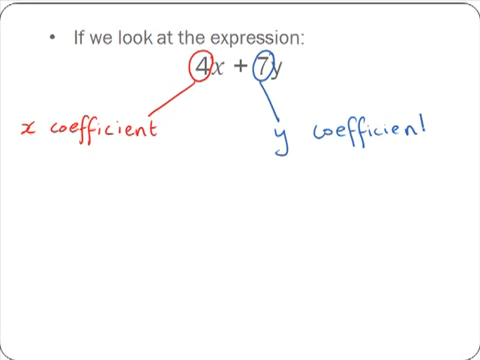 • If we look at the expression:
4x + 7y
x coefficient y coefficient